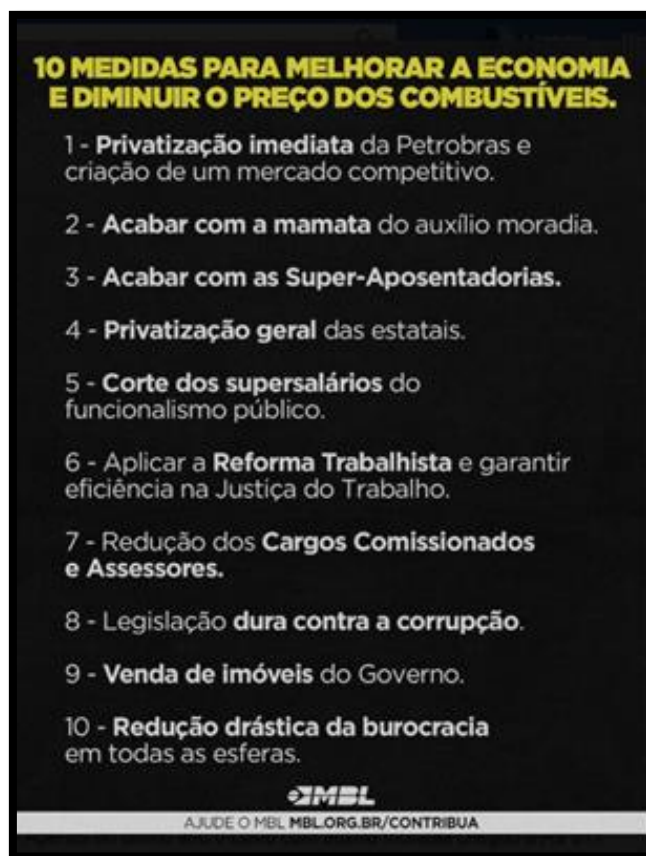 10 MEDIDAS PARA MELHORAR A ECONOMIA
E DIMINUIR O PREÇO DOS COMBUSTÍVEIS.
1 - Privatização imediata da Petrobras e
criação de um mercado competitivo.
2 - Acabar com a mamata do auxílio moradia.
3 - Acabar com as Super-Aposentadorias.
4 - Privatização geral das estatais.
5 - Corte dos supersalários do
funcionalismo público.
6 - Aplicar a Reforma Trabalhista e garantir
eficiência na Justiça do Trabalho.
7 - Redução dos Cargos Comissionados
e Assessores.
8 - Legislação dura contra a corrupção.
9 - Venda de imóveis do Governo.
10 - Redução drástica da burocracia
em todas as esferas.
MBL
AJUDE O MBL MBL.ORG.BR/CONTRIBUA